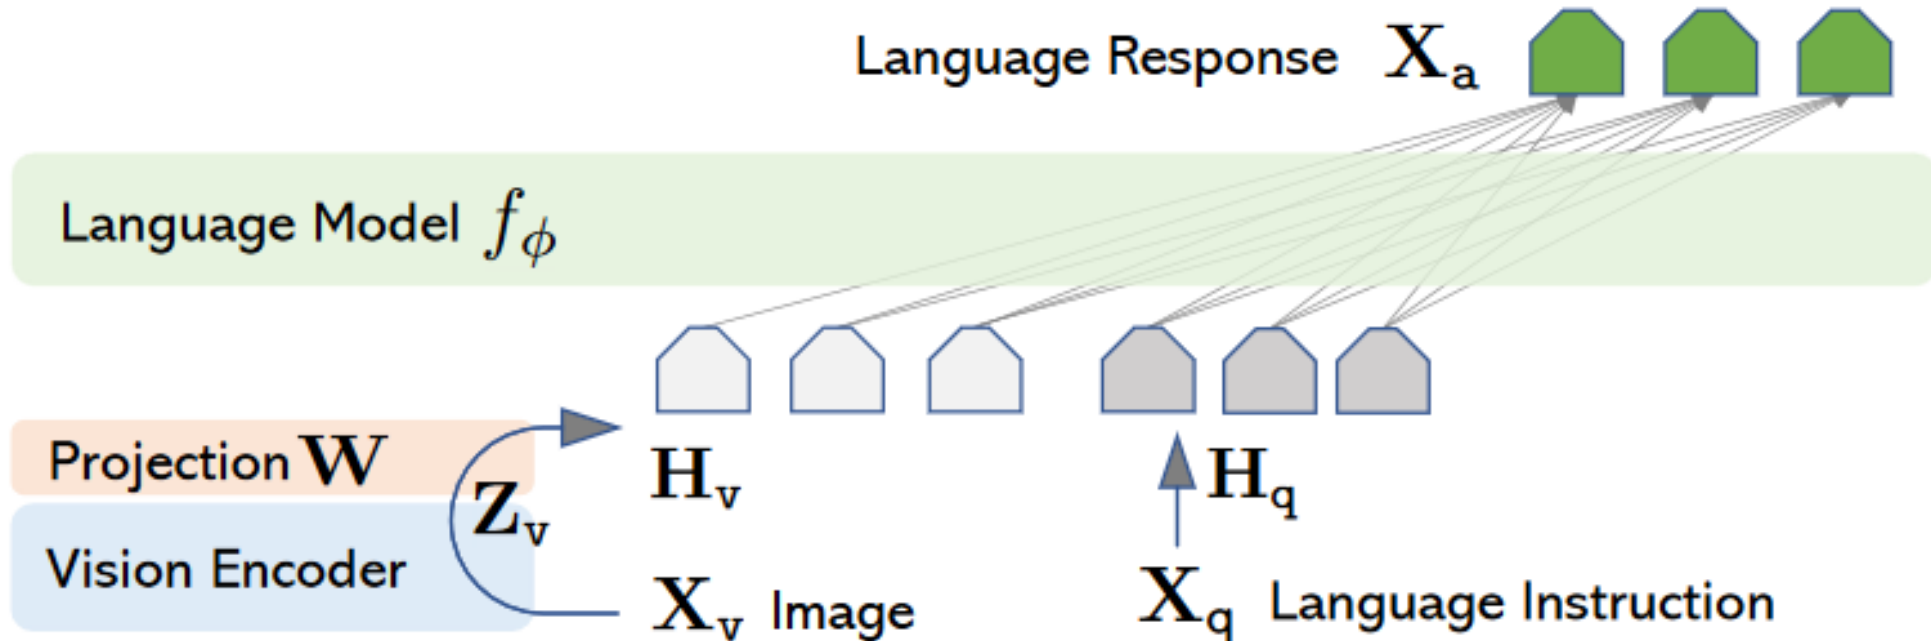 Language Response X_a
Language Model f_ϕ
Projection W
Z_v
H_v
H_q
Vision Encoder
X_v Image
X_q Language Instruction